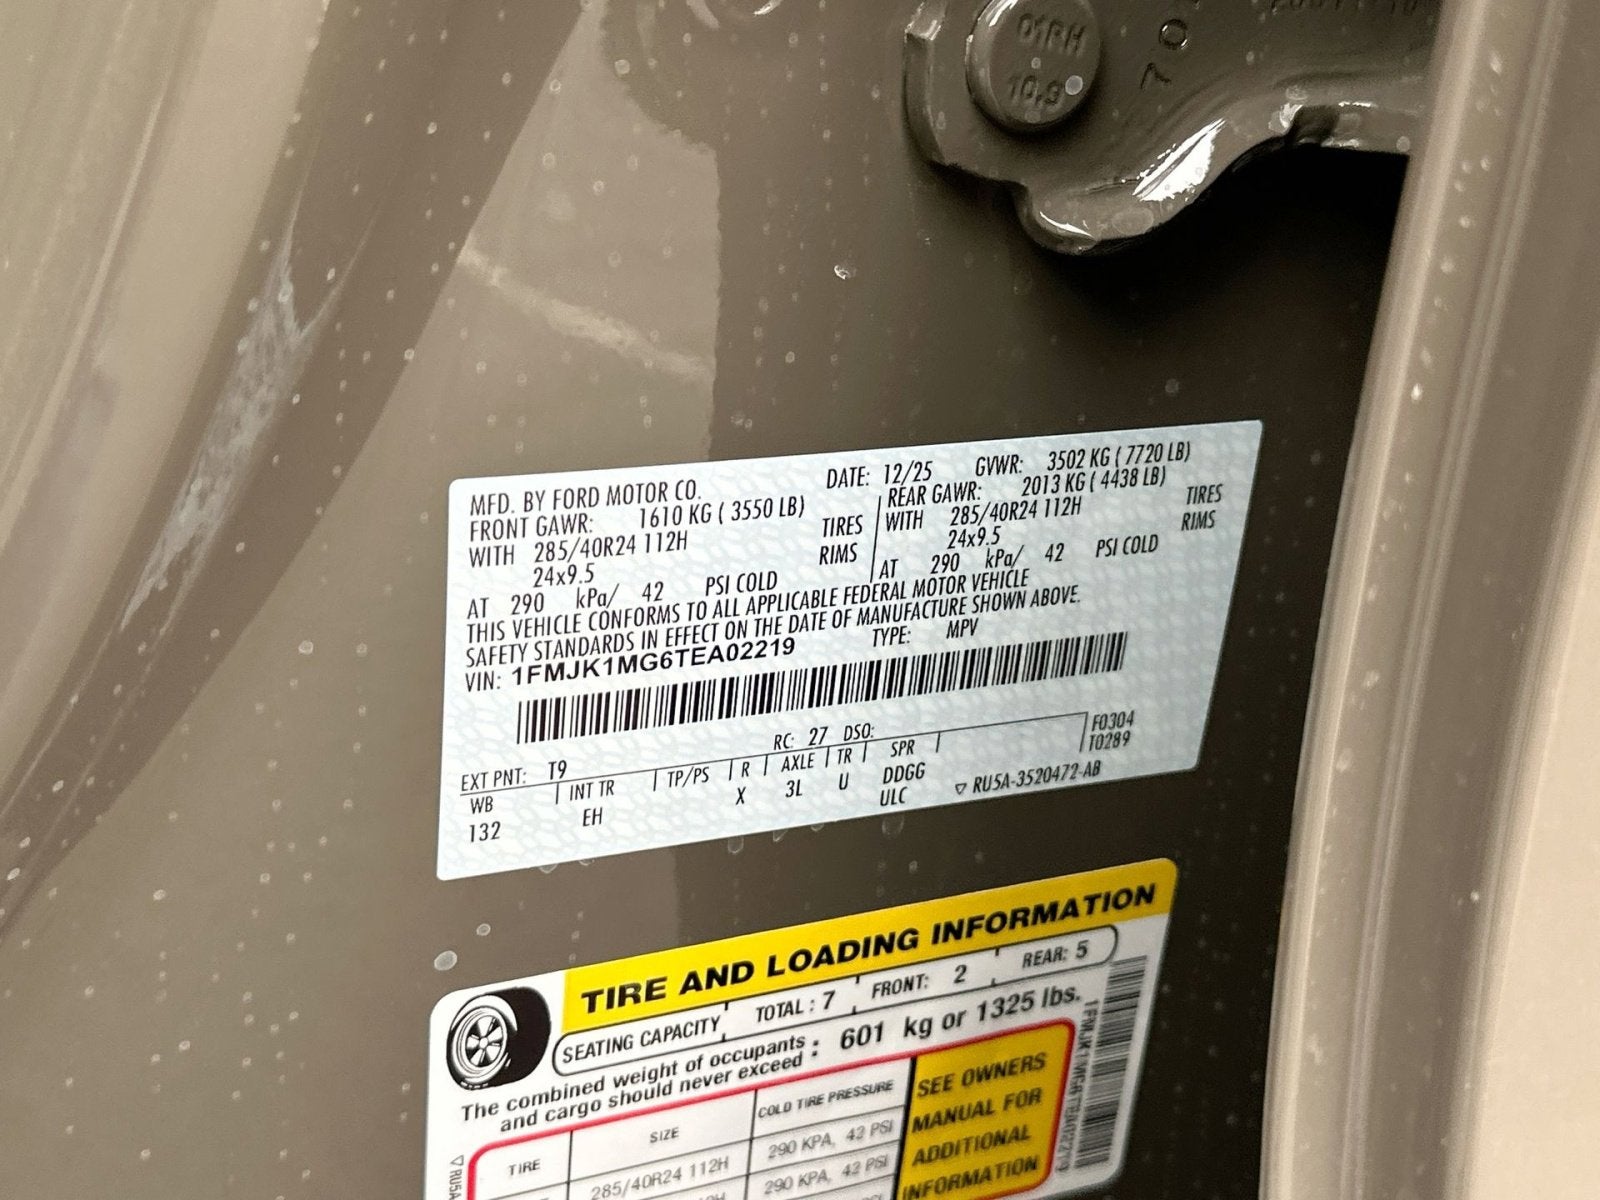 01RH
10.9
70
MFD. BY FORD MOTOR CO. DATE: 12/25 GVWR: 3502 KG ( 7720 LB)
FRONT GAWR: 1610 KG ( 3550 LB) REAR GAWR: 2013 KG ( 4438 LB)
WITH 285/40R24 112H TIRES WITH 285/40R24 112H TIRES
24x9.5 RIMS 24x9.5 RIMS
AT 290 kPa/ 42 PSI COLD AT 290 kPa/ 42 PSI COLD
THIS VEHICLE CONFORMS TO ALL APPLICABLE FEDERAL MOTOR VEHICLE
SAFETY STANDARDS IN EFFECT ON THE DATE OF MANUFACTURE SHOWN ABOVE.
VIN: 1FMJK1MG6TEA02219 TYPE: MPV
EXT PNT: T9 RC: 27 DSO: F0304
WB INT TR TP/PS R AXLE TR SPR T0289
132 EH X 3L U DDGG
ULC ▽ RU5A-3520472-AB
TIRE AND LOADING INFORMATION
SEATING CAPACITY TOTAL : 7 FRONT: 2 REAR: 5
The combined weight of occupants
and cargo should never exceed : 601 kg or 1325 lbs.
TIRE SIZE COLD TIRE PRESSURE
285/40R24 112H 290 KPA, 42 PSI
290 KPA, 42 PSI
SEE OWNERS
MANUAL FOR
ADDITIONAL
INFORMATION
1FMJK1MG6TEA02219
▽ RU5A